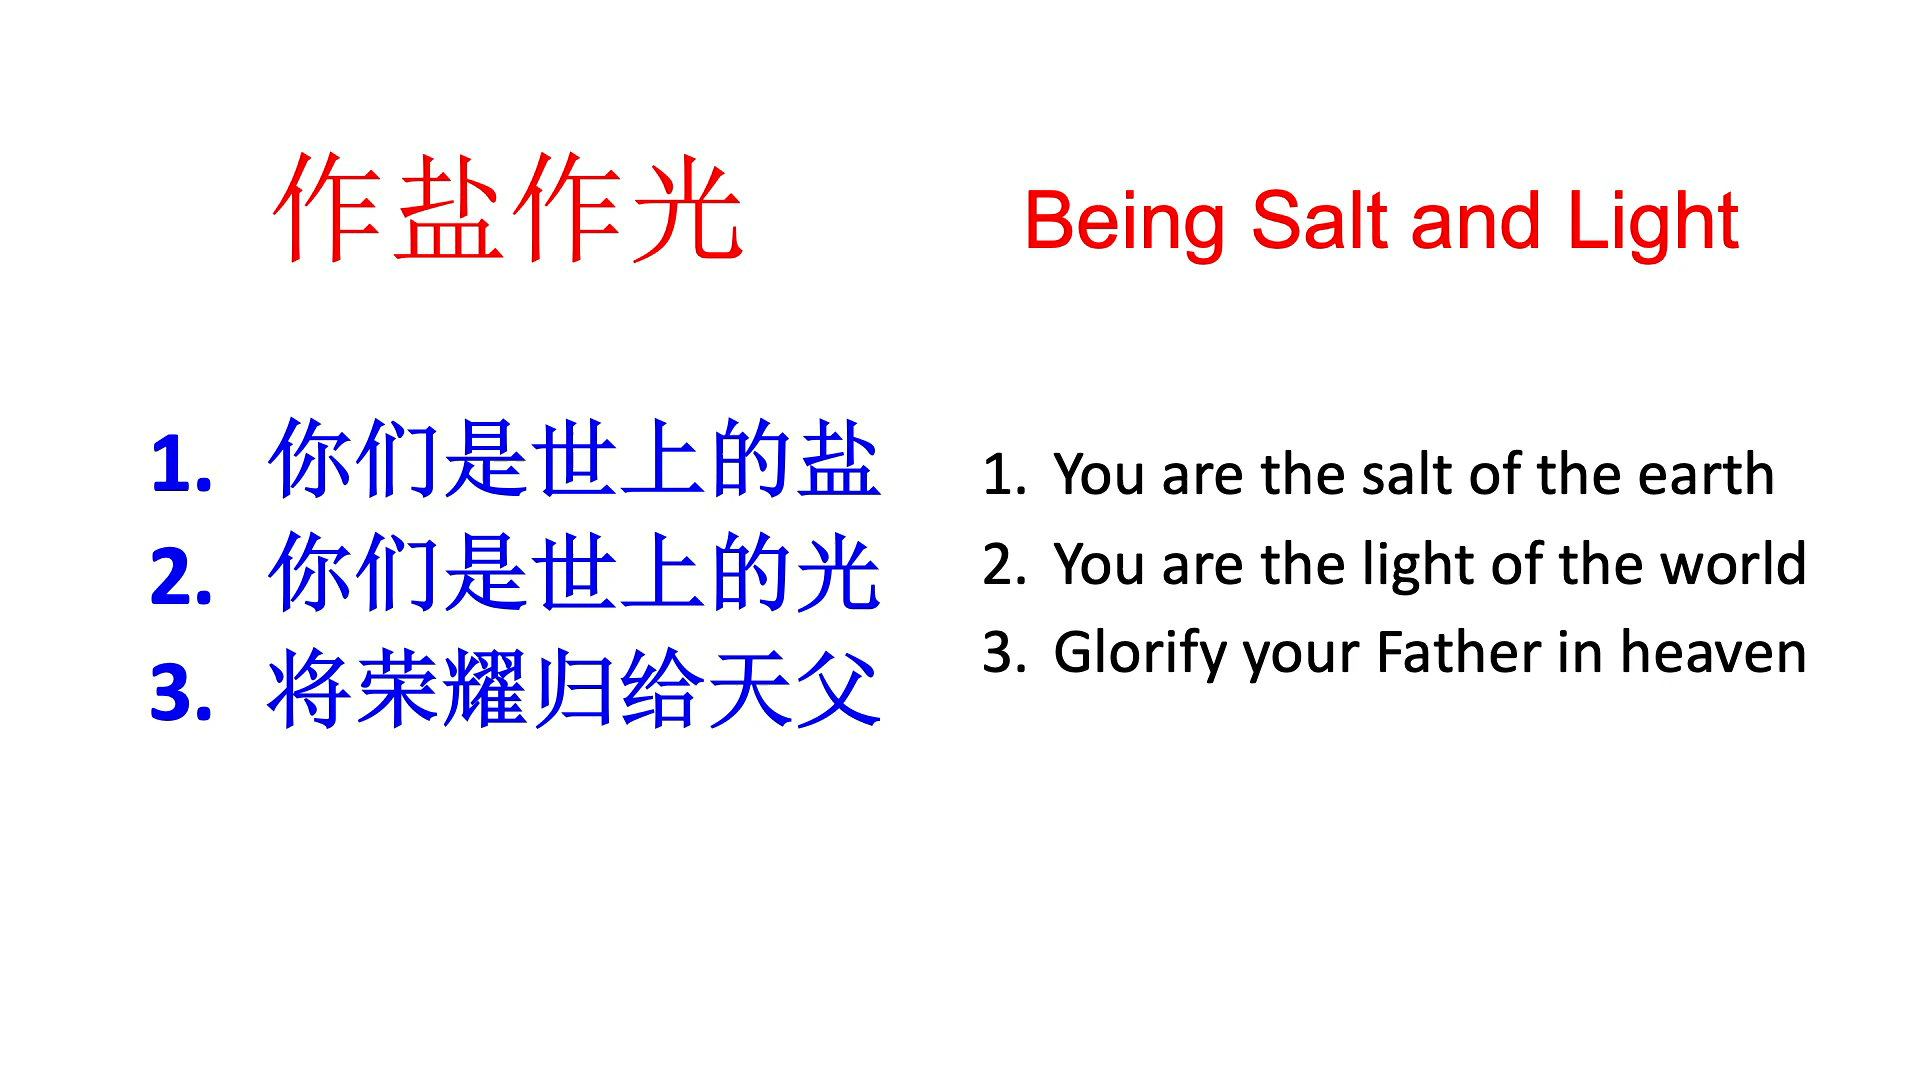 作盐作光
Being Salt and Light
1. 你们是世上的盐
2. 你们是世上的光
3. 将荣耀归给天父
1. You are the salt of the earth
2. You are the light of the world
3. Glorify your Father in heaven